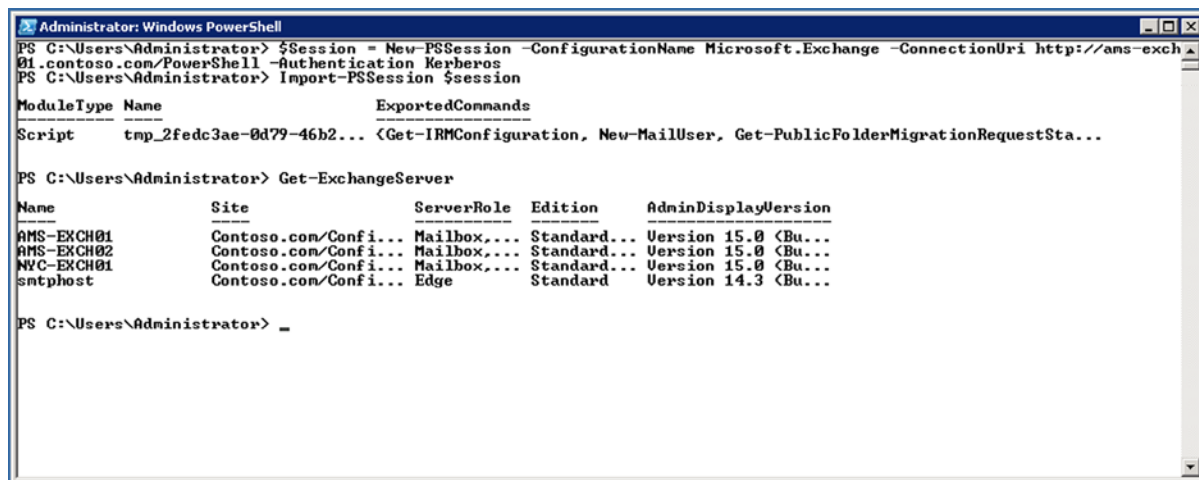 Administrator: Windows PowerShell
PS C:\Users\Administrator> $Session = New-PSSession -ConfigurationName Microsoft.Exchange -ConnectionUri http://ams-exch
01.contoso.com/PowerShell -Authentication Kerberos
PS C:\Users\Administrator> Import-PSSession $session
ModuleType Name ExportedCommands
---------- ---- ----------------
Script tmp_2fedc3ae-0d79-46b2... {Get-IRMConfiguration, New-MailUser, Get-PublicFolderMigrationRequestSta...
PS C:\Users\Administrator> Get-ExchangeServer
Name Site ServerRole Edition AdminDisplayVersion
---- ---- ---------- ------- -------------------
AMS-EXCH01 Contoso.com/Confi... Mailbox,... Standard... Version 15.0 (Bu...
AMS-EXCH02 Contoso.com/Confi... Mailbox,... Standard... Version 15.0 (Bu...
NYC-EXCH01 Contoso.com/Confi... Mailbox,... Standard... Version 15.0 (Bu...
smtphost Contoso.com/Confi... Edge Standard Version 14.3 (Bu...
PS C:\Users\Administrator> _